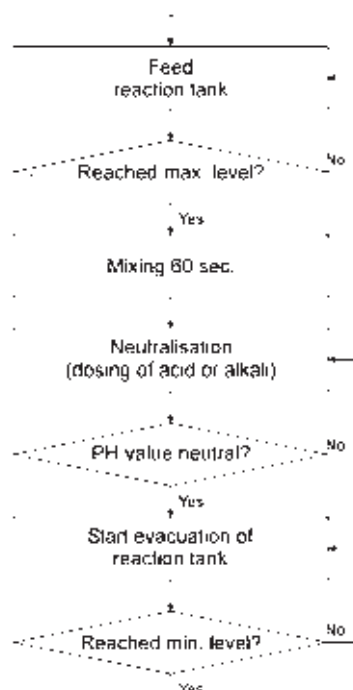 Feed
reaction tank
Reached max. level?
No
Yes
Mixing 60 sec.
Neutralisation
(dosing of acid or alkali)
PH value neutral?
No
Yes
Start evacuation of
reaction tank
Reached min. level?
No
Yes